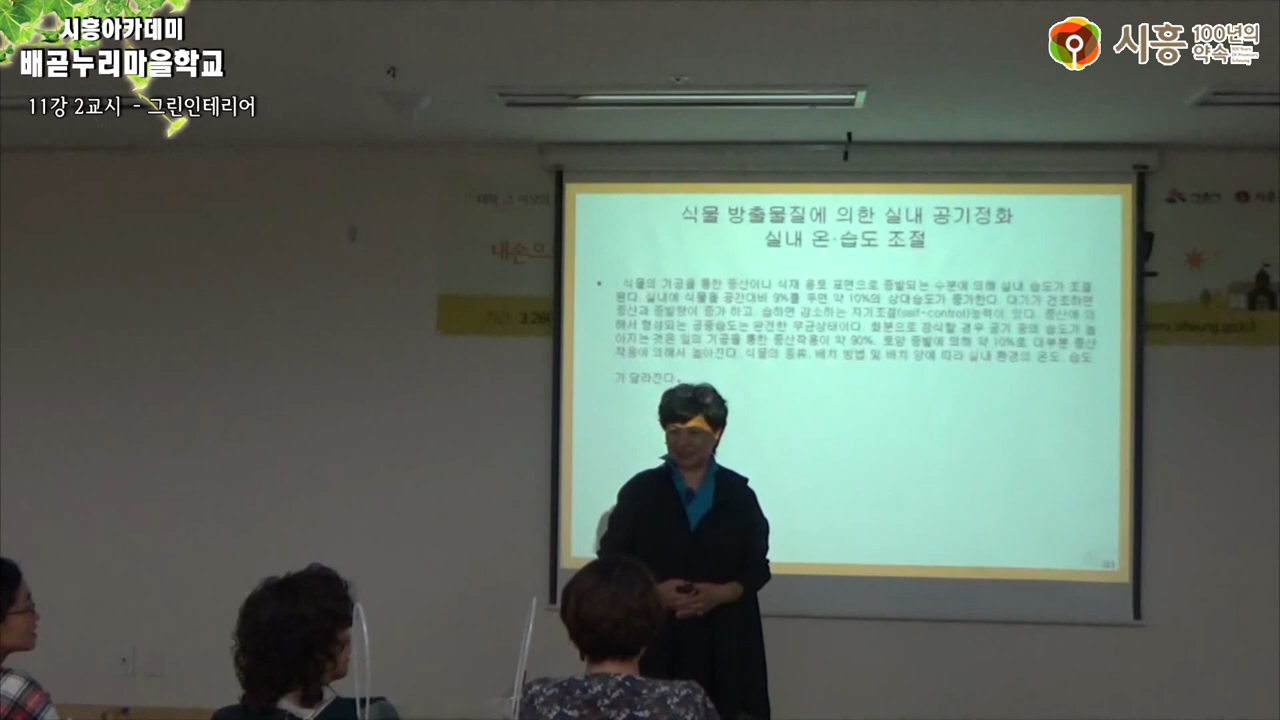 시흥아카데미
배곧누리마을학교
11강 2교시 - 그린인테리어
시흥 100년의 약속
식물 방출물질에 의한 실내 공기정화
실내 온·습도 조절
• 식물의 기공을 통한 증산이나 식재 용토 표면으로 증발되는 수분에 의해 실내 습도가 조절
된다. 실내에 식물을 공간대비 9%를 두면 약 10%의 상대습도가 증가한다. 대기가 건조하면
증산과 증발량이 증가 하고, 습하면 감소하는 자기조절(self-control)능력이 있다. 증산에 의
해서 형성되는 공중습도는 완전한 무균상태이다. 화분으로 장식할 경우 공기 중의 습도가 높
아지는 것은 잎의 기공을 통한 증산작용이 약 90%, 토양 증발에 의해 약 10%로 대부분 증산
작용에 의해서 높아진다. 식물의 종류, 배치 방법 및 배치 양에 따라 실내 환경의 온도, 습도
가 달라진다.
내손으
3.26
시흥